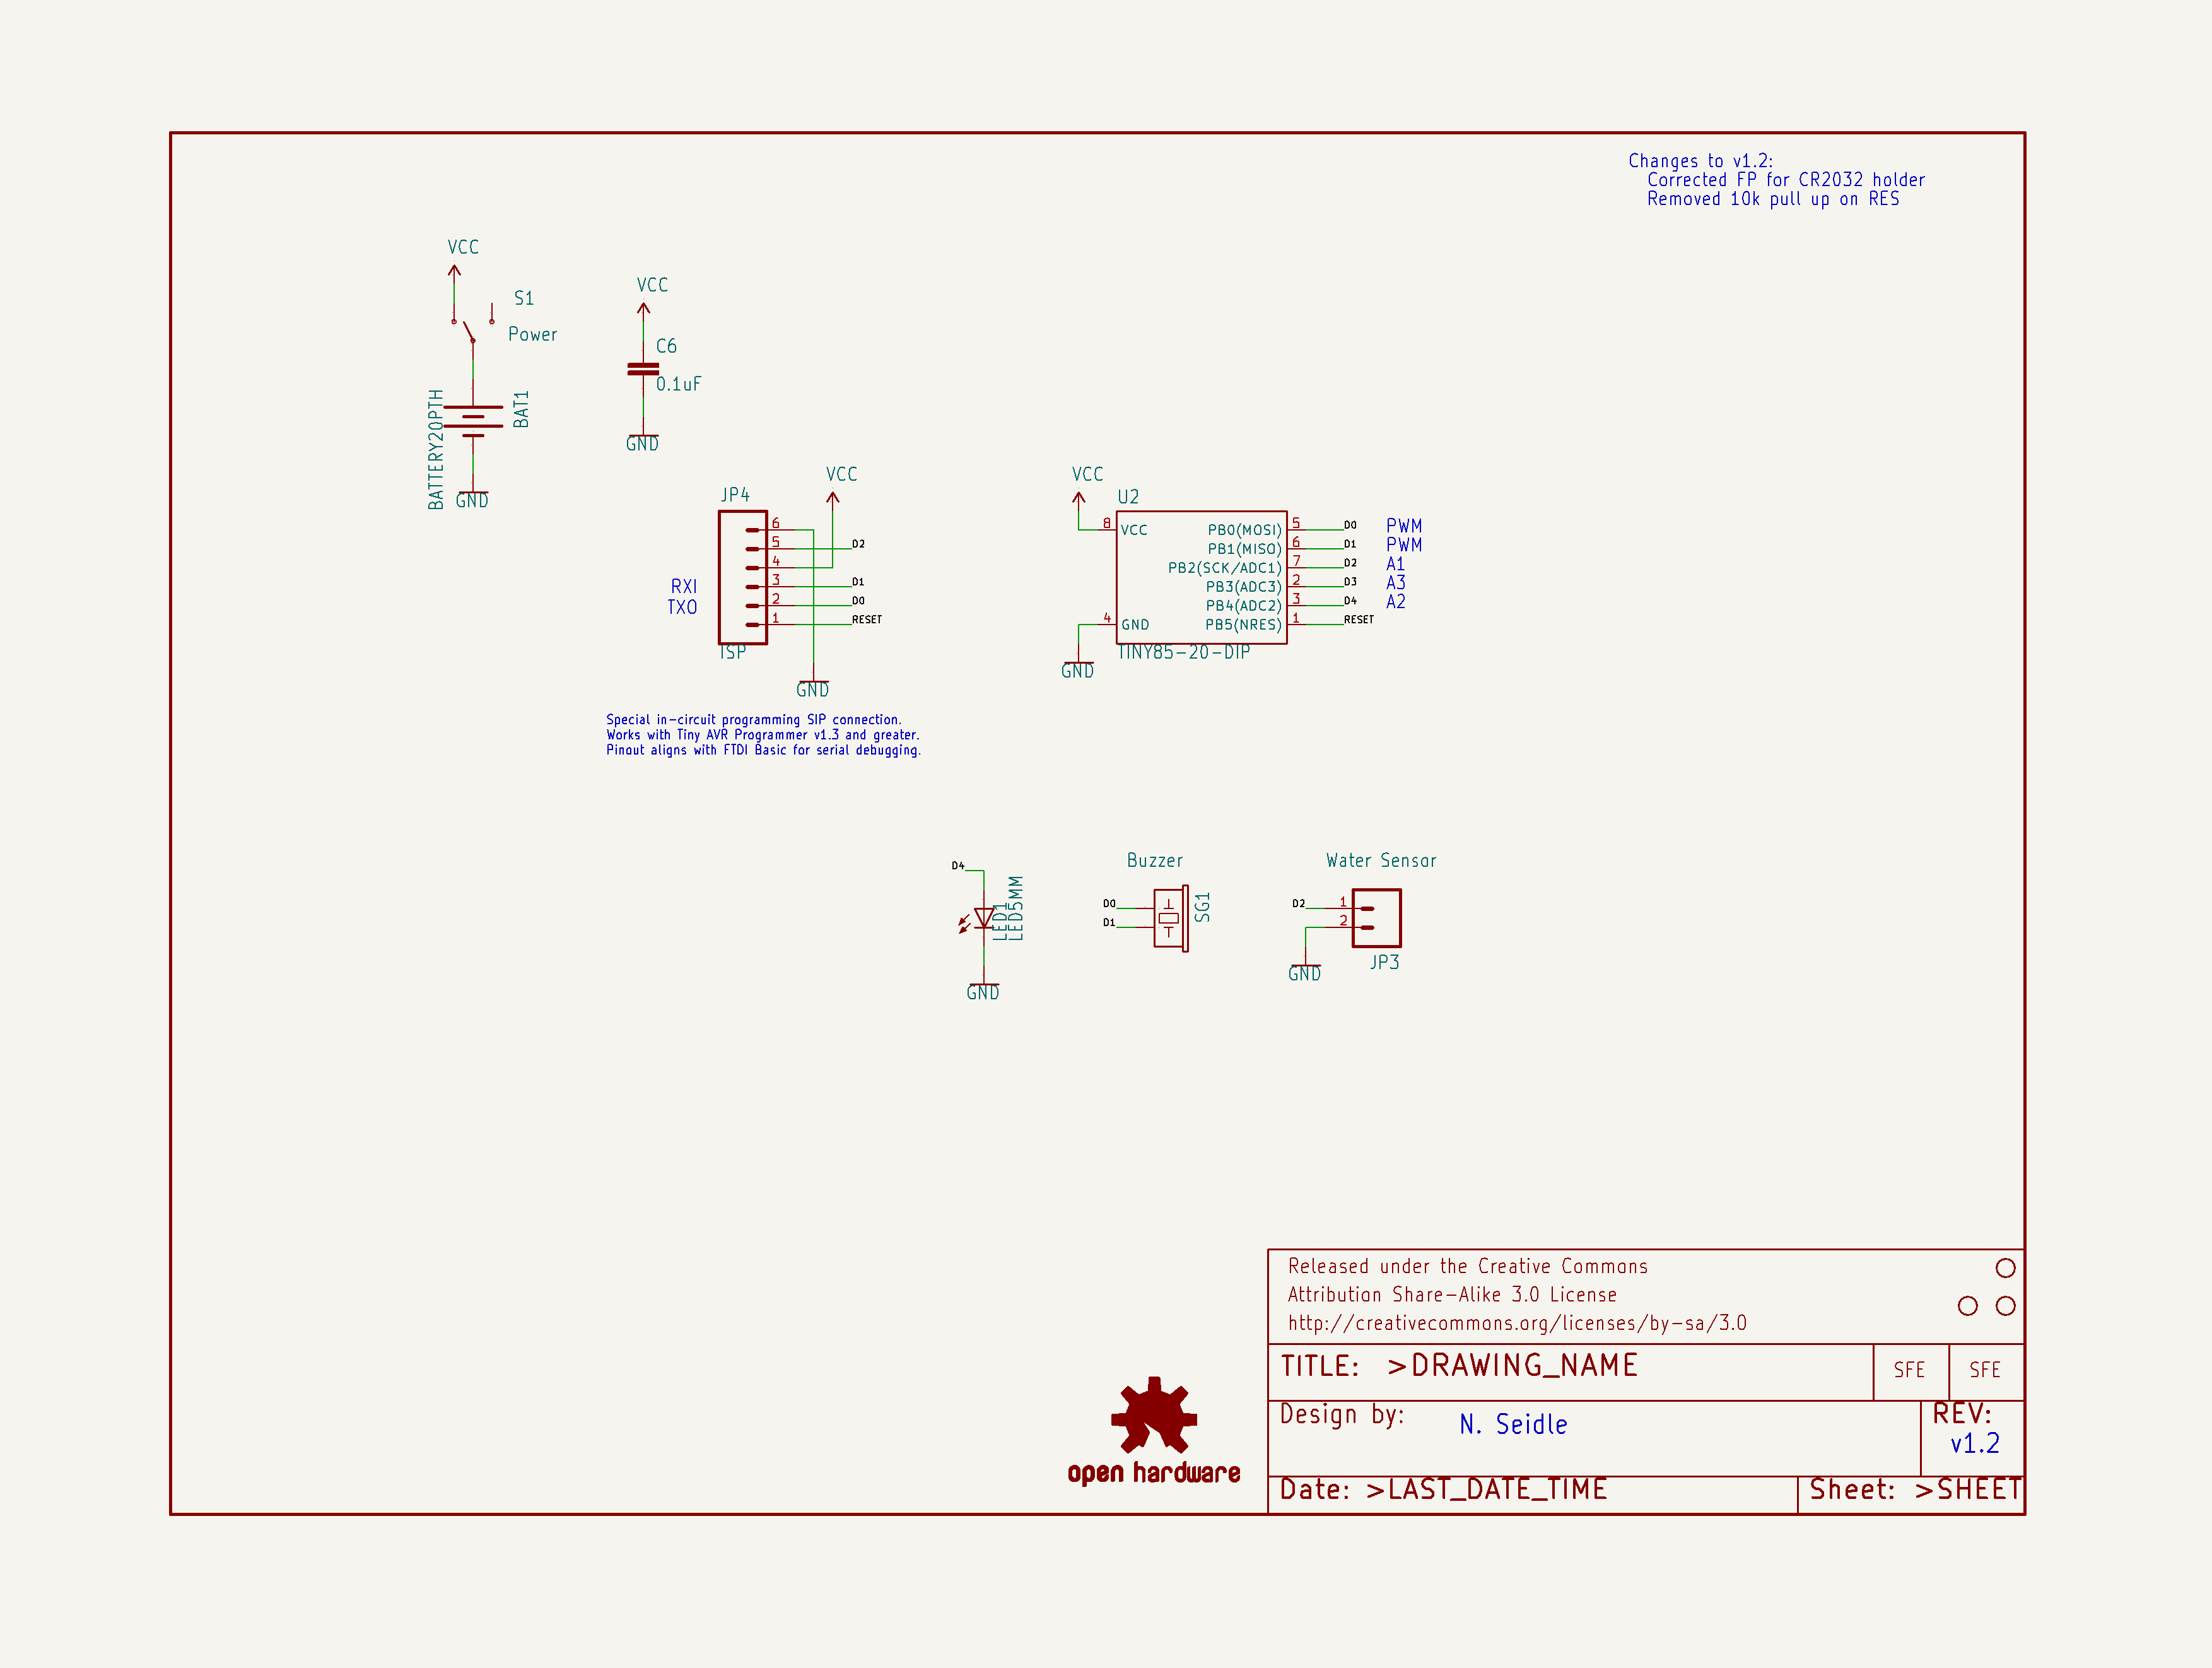 Changes to v1.2:
Corrected FP for CR2032 holder
Removed 10k pull up on RES
VCC
S1
Power
BATTERY20PTH
BAT1
GND
VCC
C6
0.1uF
GND
VCC
JP4
6
5
4
3
2
1
D2
D1
D0
RESET
RXI
TXO
ISP
GND
Special in-circuit programming SIP connection.
Works with Tiny AVR Programmer v1.3 and greater.
Pinout aligns with FTDI Basic for serial debugging.
VCC
U2
8 VCC PB0(MOSI) 5 D0 PWM
PB1(MISO) 6 D1 PWM
PB2(SCK/ADC1) 7 D2 A1
PB3(ADC3) 2 D3 A3
PB4(ADC2) 3 D4 A2
4 GND PB5(NRES) 1 RESET
TINY85-20-DIP
GND
D4
LED1
LED5MM
GND
Buzzer
D0
D1
SG1
Water Sensor
D2 1
2
GND
JP3
Released under the Creative Commons
Attribution Share-Alike 3.0 License
http://creativecommons.org/licenses/by-sa/3.0
TITLE: >DRAWING_NAME
SFE SFE
Design by: N. Seidle
REV:
v1.2
Date: >LAST_DATE_TIME
Sheet: >SHEET
open hardware